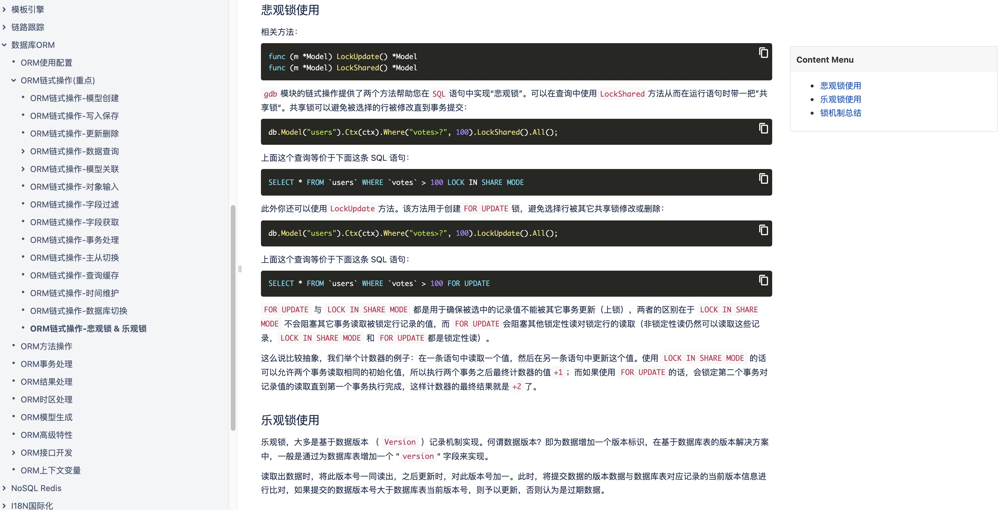 模板引擎
链路跟踪
数据库ORM
ORM使用配置
ORM链式操作(重点)
ORM链式操作-模型创建
ORM链式操作-写入保存
ORM链式操作-更新删除
ORM链式操作-数据查询
ORM链式操作-模型关联
ORM链式操作-对象输入
ORM链式操作-字段过滤
ORM链式操作-字段获取
ORM链式操作-事务处理
ORM链式操作-主从切换
ORM链式操作-查询缓存
ORM链式操作-时间维护
ORM链式操作-数据库切换
ORM链式操作-悲观锁 & 乐观锁
ORM方法操作
ORM事务处理
ORM结果处理
ORM时区处理
ORM模型生成
ORM高级特性
ORM接口开发
ORM上下文变量
NoSQL Redis
I18N国际化
悲观锁使用
相关方法：
func (m *Model) LockUpdate() *Model
func (m *Model) LockShared() *Model
gdb 模块的链式操作提供了两个方法帮助您在 SQL 语句中实现“悲观锁”。可以在查询中使用 LockShared 方法从而在运行语句时带一把”共
享锁“。共享锁可以避免被选择的行被修改直到事务提交：
db.Model("users").Ctx(ctx).Where("votes>?", 100).LockShared().All();
上面这个查询等价于下面这条 SQL 语句：
SELECT * FROM `users` WHERE `votes` > 100 LOCK IN SHARE MODE
此外你还可以使用 LockUpdate 方法。该方法用于创建 FOR UPDATE 锁，避免选择行被其它共享锁修改或删除：
db.Model("users").Ctx(ctx).Where("votes>?", 100).LockUpdate().All();
上面这个查询等价于下面这条 SQL 语句：
SELECT * FROM `users` WHERE `votes` > 100 FOR UPDATE
FOR UPDATE 与 LOCK IN SHARE MODE 都是用于确保被选中的记录值不能被其它事务更新（上锁），两者的区别在于 LOCK IN SHARE
MODE 不会阻塞其它事务读取被锁定行记录的值，而 FOR UPDATE 会阻塞其他锁定性读对锁定行的读取（非锁定性读仍然可以读取这些记
录， LOCK IN SHARE MODE 和 FOR UPDATE 都是锁定性读）。
这么说比较抽象，我们举个计数器的例子：在一条语句中读取一个值，然后在另一条语句中更新这个值。使用 LOCK IN SHARE MODE 的话
可以允许两个事务读取相同的初始化值，所以执行两个事务之后最终计数器的值 +1 ；而如果使用 FOR UPDATE 的话，会锁定第二个事务对
记录值的读取直到第一个事务执行完成，这样计数器的最终结果就是 +2 了。
乐观锁使用
乐观锁，大多是基于数据版本 （ Version ）记录机制实现。何谓数据版本？即为数据增加一个版本标识，在基于数据库表的版本解决方案
中，一般是通过为数据库表增加一个 " version " 字段来实现。
读取出数据时，将此版本号一同读出，之后更新时，对此版本号加一。此时，将提交数据的版本数据与数据库表对应记录的当前版本信息进
行比对，如果提交的数据版本号大于数据库表当前版本号，则予以更新，否则认为是过期数据。
Content Menu
悲观锁使用
乐观锁使用
锁机制总结